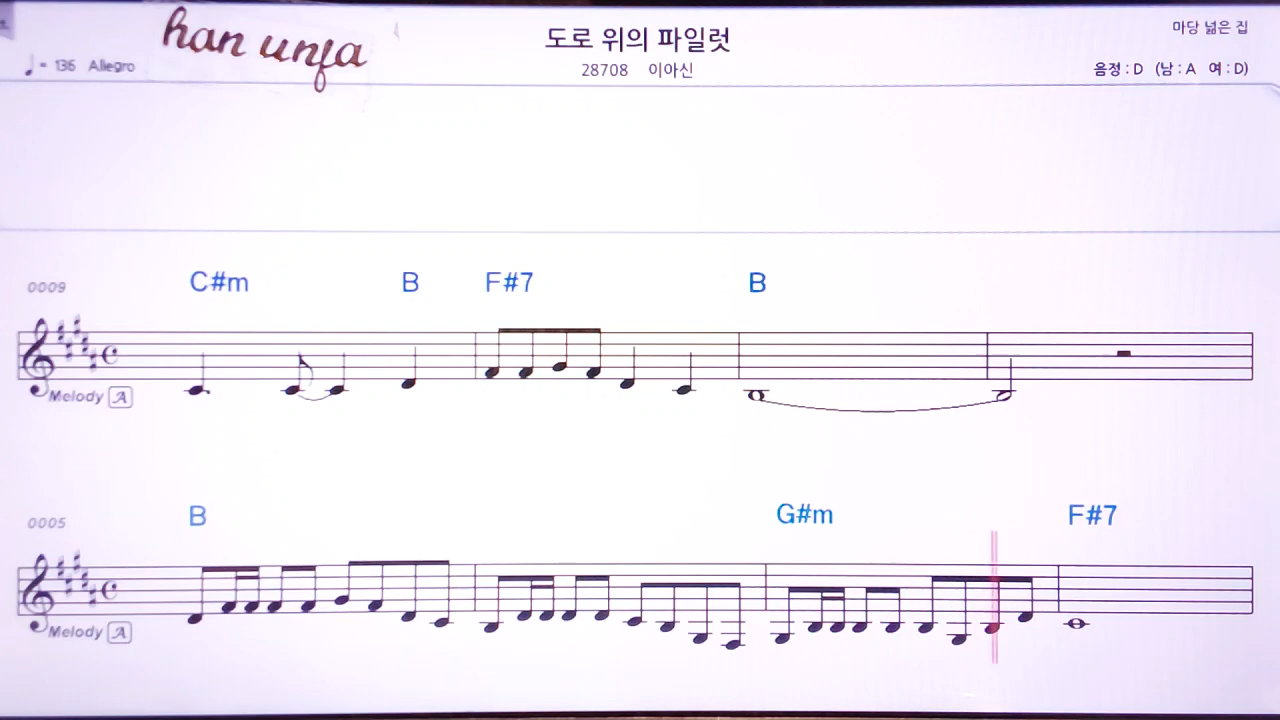 han unfa
도로 위의 파일럿
마당 넓은 집
♩ = 136 Allegro
28708 이아신
음정 : D (남 : A 여 : D)
0009 C#m B F#7 B
Melody A
0005 B G#m F#7
Melody A